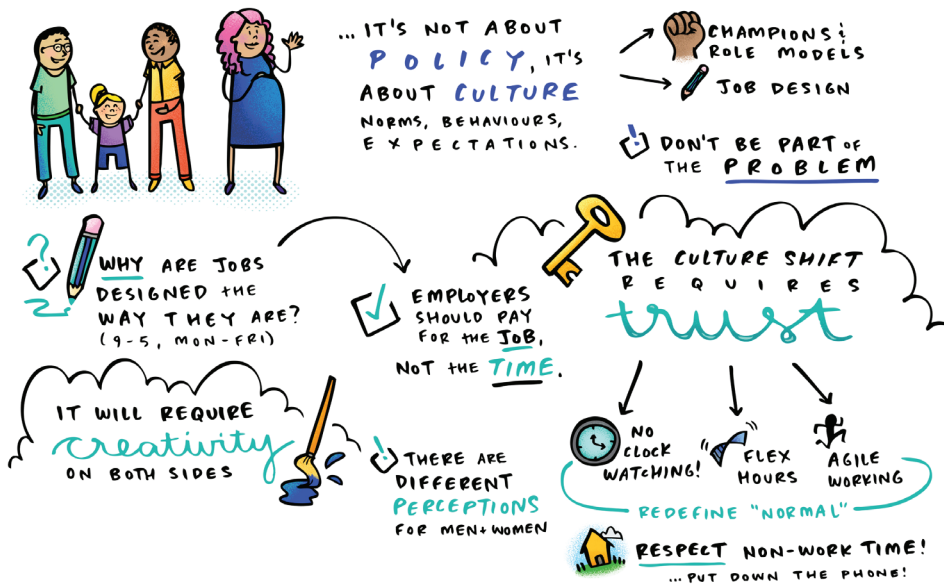 ...IT'S NOT ABOUT
POLICY, IT'S
ABOUT CULTURE
NORMS, BEHAVIOURS,
EXPECTATIONS.
CHAMPIONS &
ROLE MODELS
JOB DESIGN
! DON'T BE PART OF
THE PROBLEM
?
WHY ARE JOBS
DESIGNED THE
WAY THEY ARE?
(9-5, MON-FRI)
EMPLOYERS
SHOULD PAY
FOR THE JOB,
NOT THE TIME.
THE CULTURE SHIFT
REQUIRES
trust
NO
CLOCK
WATCHING!
FLEX
HOURS
AGILE
WORKING
REDEFINE "NORMAL"
RESPECT NON-WORK TIME!
...PUT DOWN THE PHONE!
IT WILL REQUIRE
creativity
ON BOTH SIDES
! THERE ARE
DIFFERENT
PERCEPTIONS
FOR MEN + WOMEN